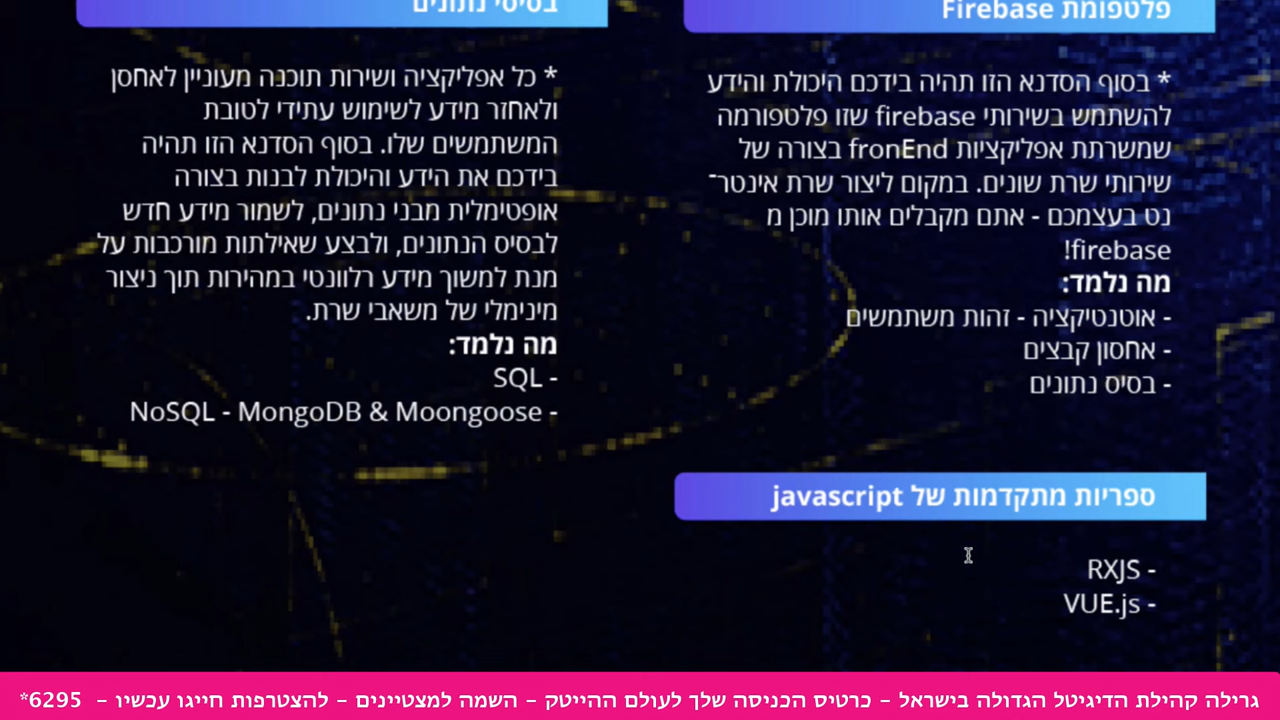 פלטפומת Firebase
* בסוף הסדנא הזו תהיה בידכם היכולת והידע
להשתמש בשירותי firebase שזו פלטפורמה
שמשרתת אפליקציות fronEnd בצורה של
שירותי שרת שונים. במקום ליצור שרת אינטר־
נט בעצמכם - אתם מקבלים אותו מוכן מ
firebase!
מה נלמד:
- אוטנטיקציה - זהות משתמשים
- אחסון קבצים
- בסיס נתונים
בסיסי נתונים
* כל אפליקציה ושירות תוכנה מעוניין לאחסן
ולאחזר מידע לשימוש עתידי לטובת
המשתמשים שלו. בסוף הסדנא הזו תהיה
בידכם את הידע והיכולת לבנות בצורה
אופטימלית מבני נתונים, לשמור מידע חדש
לבסיס הנתונים, ולבצע שאילתות מורכבות על
מנת למשוך מידע רלוונטי במהירות תוך ניצור
מינימלי של משאבי שרת.
מה נלמד:
- SQL
- NoSQL - MongoDB & Moongoose
ספריות מתקדמות של javascript
- RXJS
- VUE.js
גרילה קהילת הדיגיטל הגדולה בישראל – כרטיס הכניסה שלך לעולם ההייטק – השמה למצטיינים – להצטרפות חייגו עכשיו – 6295*